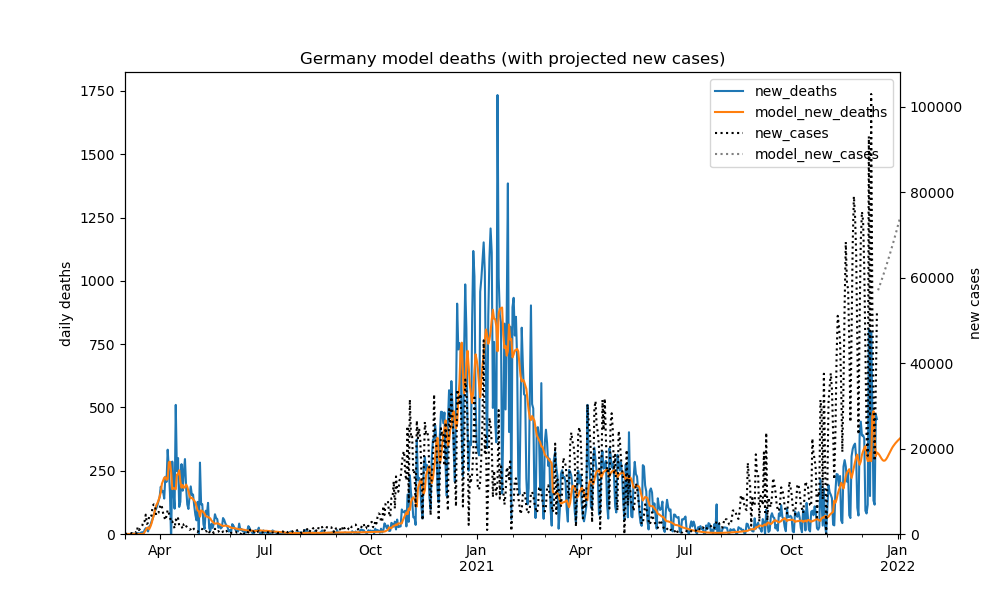 Germany model deaths (with projected new cases)
new_deaths
model_new_deaths
new_cases
model_new_cases
daily deaths
1750
1500
1250
1000
750
500
250
0
100000
80000
60000
40000
20000
0
new cases
Apr
Jul
Oct
Jan
2021
Apr
Jul
Oct
Jan
2022